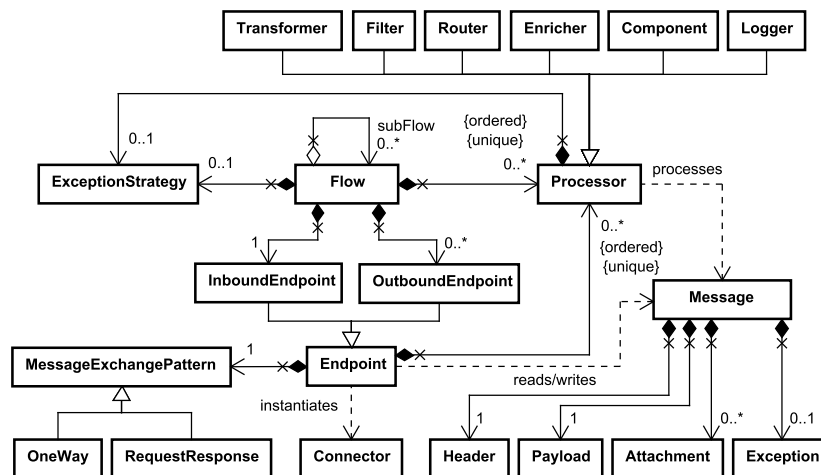 Transformer Filter Router Enricher Component Logger
subFlow {ordered}
0..1 0..* {unique}
0..1 0..* processes
ExceptionStrategy Flow Processor
1 0..* 0..*
{ordered}
{unique}
InboundEndpoint OutboundEndpoint
Message
1
MessageExchangePattern Endpoint
reads/writes
instantiates
1 1 0..* 0..1
OneWay RequestResponse Connector Header Payload Attachment Exception